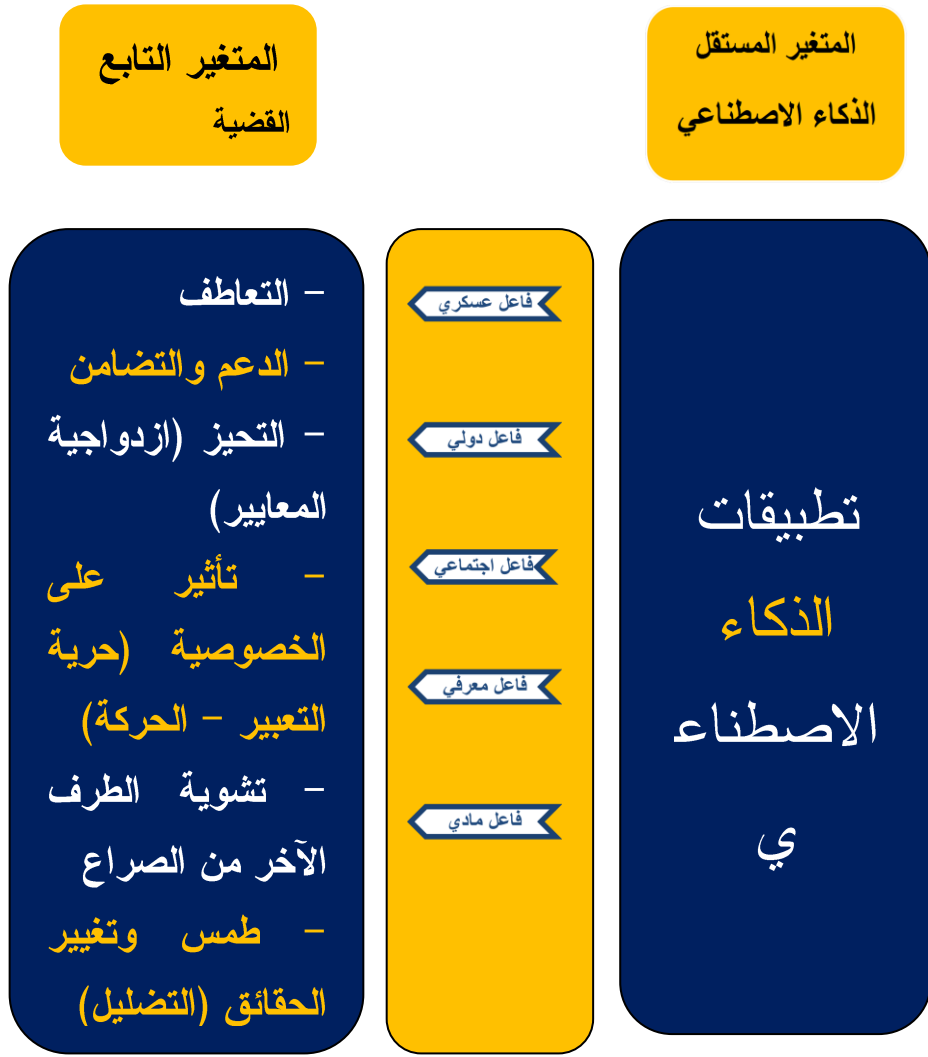 المتغير المستقل
الذكاء الاصطناعي
المتغير التابع
القضية
تطبيقات
الذكاء
الاصطناع
ي
فاعل عسكري
فاعل دولي
فاعل اجتماعي
فاعل معرفي
فاعل مادي
- التعاطف
- الدعم والتضامن
- التحيز (ازدواجية
المعايير)
- تأثير على
الخصوصية (حرية
التعبير - الحركة)
- تشوية الطرف
الآخر من الصراع
- طمس وتغيير
الحقائق (التضليل)